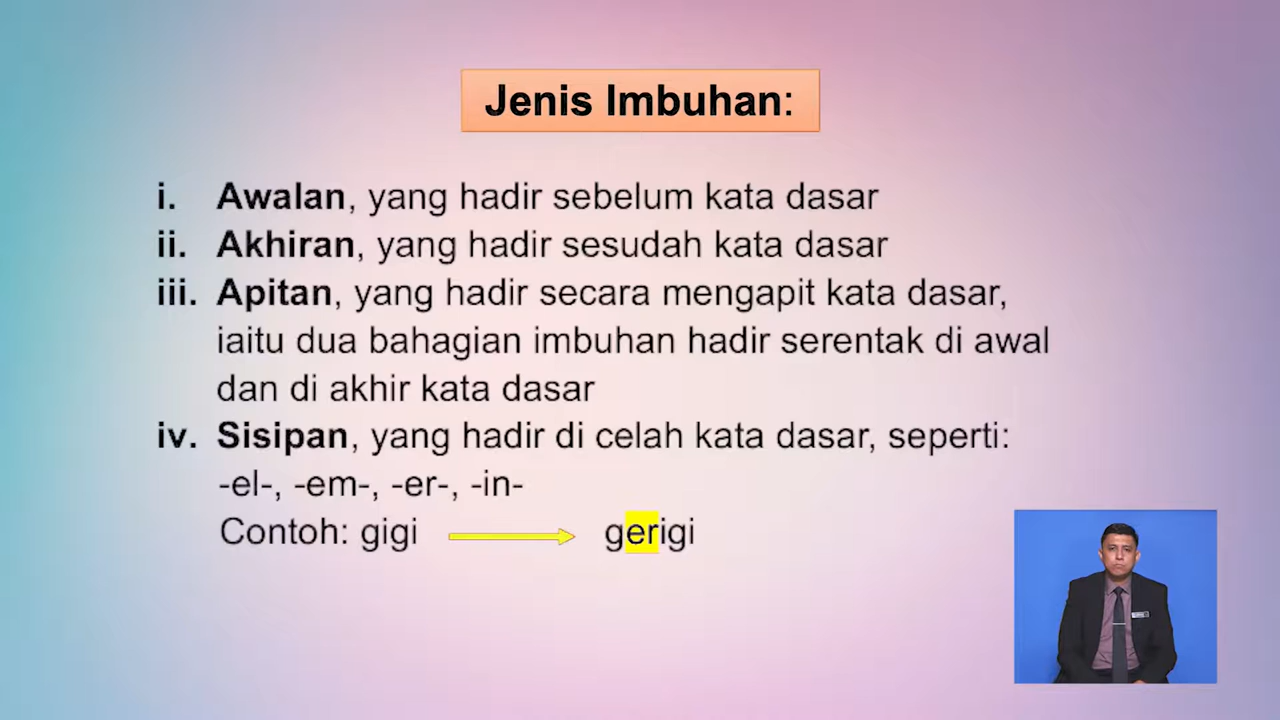 Jenis Imbuhan:
i. Awalan, yang hadir sebelum kata dasar
ii. Akhiran, yang hadir sesudah kata dasar
iii. Apitan, yang hadir secara mengapit kata dasar,
iaitu dua bahagian imbuhan hadir serentak di awal
dan di akhir kata dasar
iv. Sisipan, yang hadir di celah kata dasar, seperti:
-el-, -em-, -er-, -in-
Contoh: gigi gerigi